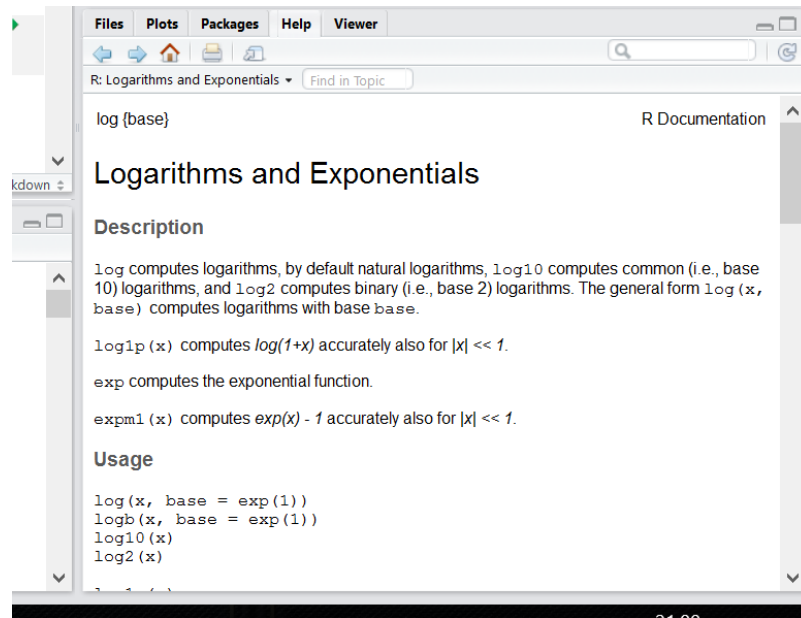 Files Plots Packages Help Viewer
R: Logarithms and Exponentials Find in Topic
log {base} R Documentation
Logarithms and Exponentials
kdown
Description
log computes logarithms, by default natural logarithms, log10 computes common (i.e., base
10) logarithms, and log2 computes binary (i.e., base 2) logarithms. The general form log(x,
base) computes logarithms with base base.
log1p(x) computes log(1+x) accurately also for |x| << 1.
exp computes the exponential function.
expm1(x) computes exp(x) - 1 accurately also for |x| << 1.
Usage
log(x, base = exp(1))
logb(x, base = exp(1))
log10(x)
log2(x)